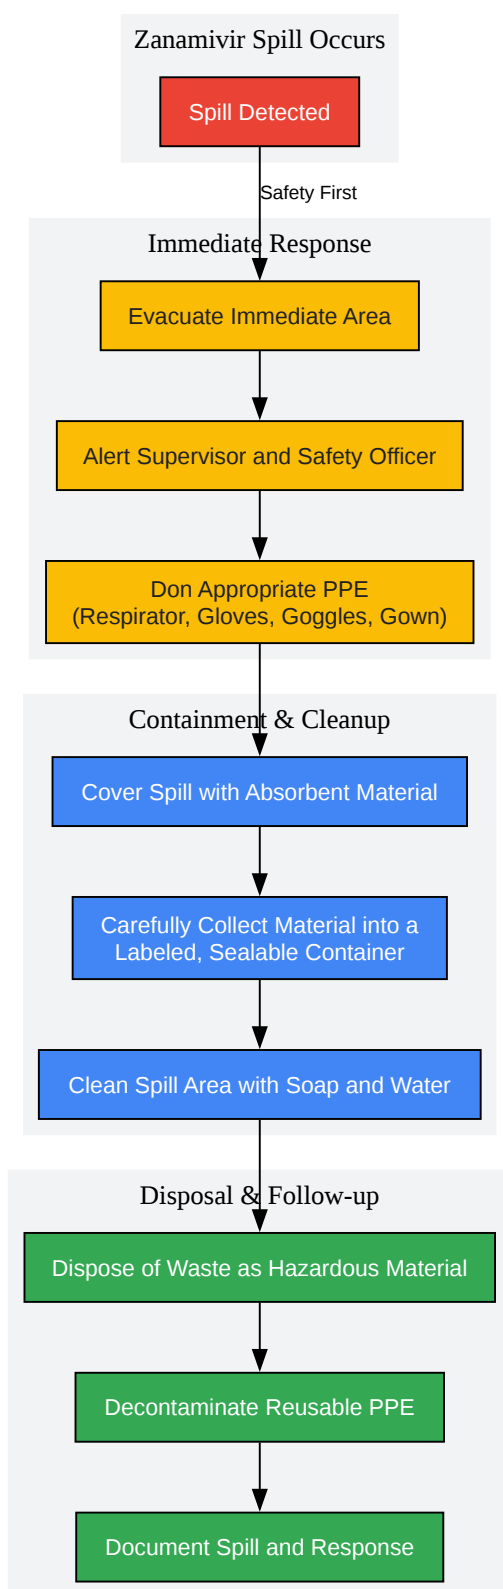 Zanamivir Spill Occurs
Spill Detected
Safety First
Immediate Response
Evacuate Immediate Area
Alert Supervisor and Safety Officer
Don Appropriate PPE
(Respirator, Gloves, Goggles, Gown)
Containment & Cleanup
Cover Spill with Absorbent Material
Carefully Collect Material into a
Labeled, Sealable Container
Clean Spill Area with Soap and Water
Disposal & Follow-up
Dispose of Waste as Hazardous Material
Decontaminate Reusable PPE
Document Spill and Response